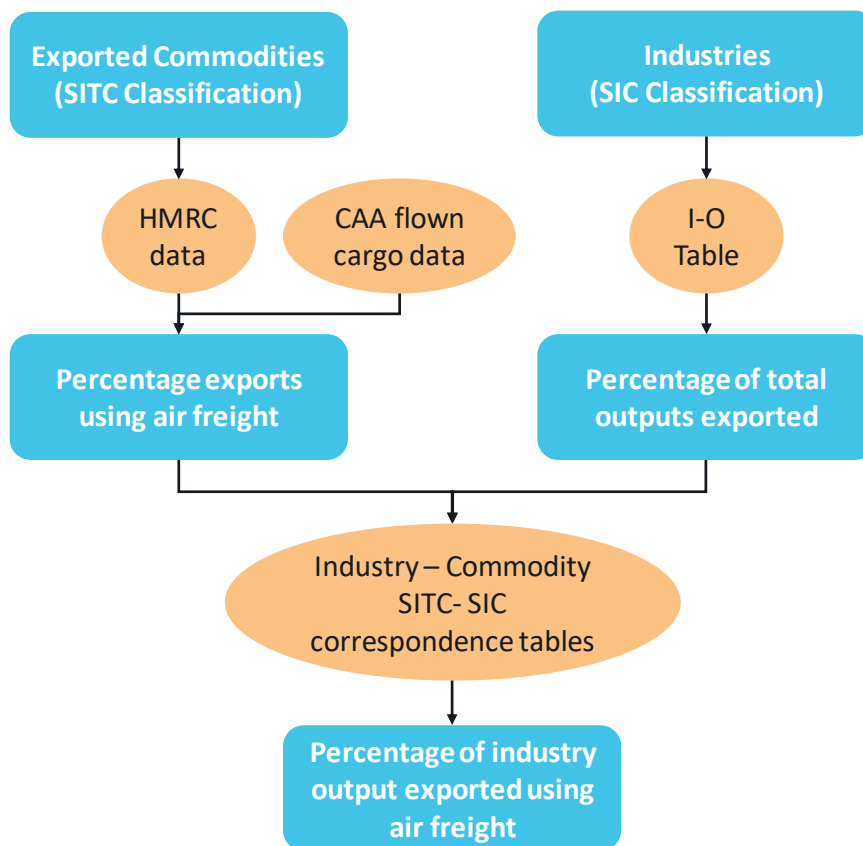 Exported Commodities
(SITC Classification)
Industries
(SIC Classification)
HMRC
data
CAA flown
cargo data
I-O
Table
Percentage exports
using air freight
Percentage of total
outputs exported
Industry – Commodity
SITC- SIC
correspondence tables
Percentage of industry
output exported using
air freight